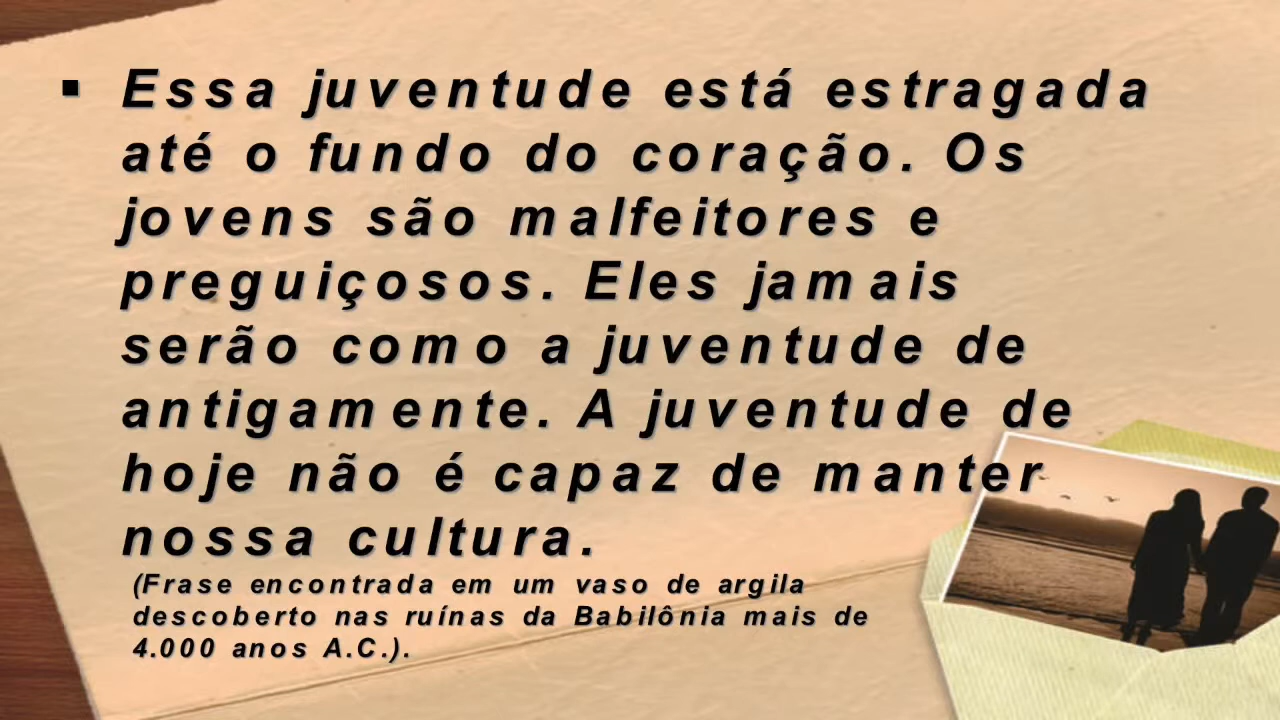 ▪ Essa juventude está estragada
até o fundo do coração. Os
jovens são malfeitores e
preguiçosos. Eles jamais
serão como a juventude de
antigamente. A juventude de
hoje não é capaz de manter
nossa cultura.
(Frase encontrada em um vaso de argila
descoberto nas ruínas da Babilônia mais de
4.000 anos A.C.).